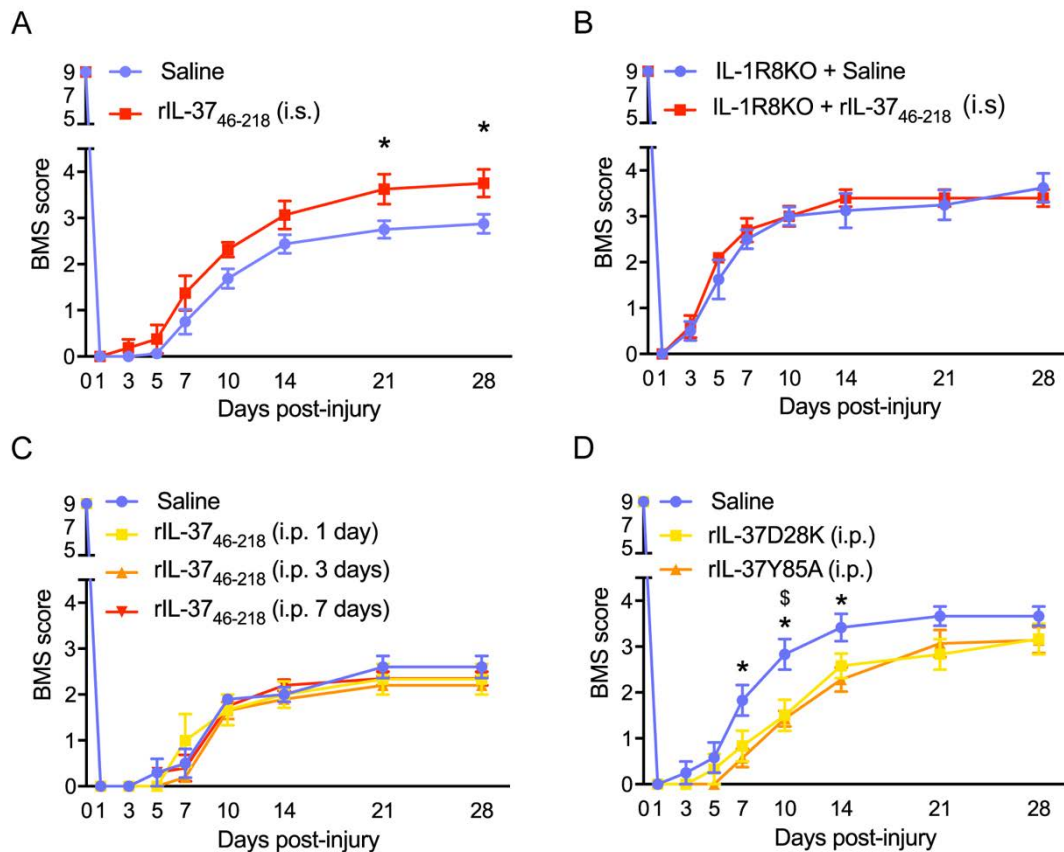 A
9
7
5
4
3
2
1
0
BMS score
Saline
rIL-37₄₆₋₂₁₈ (i.s.)
* *
0 1 3 5 7 10 14 21 28
Days post-injury
B
9
7
5
4
3
2
1
0
BMS score
IL-1R8KO + Saline
IL-1R8KO + rIL-37₄₆₋₂₁₈ (i.s)
0 1 3 5 7 10 14 21 28
Days post-injury
C
9
7
5
4
3
2
1
0
BMS score
Saline
rIL-37₄₆₋₂₁₈ (i.p. 1 day)
rIL-37₄₆₋₂₁₈ (i.p. 3 days)
rIL-37₄₆₋₂₁₈ (i.p. 7 days)
0 1 3 5 7 10 14 21 28
Days post-injury
D
9
7
5
4
3
2
1
0
BMS score
Saline
rIL-37D28K (i.p.)
rIL-37Y85A (i.p.)
$
* * *
0 1 3 5 7 10 14 21 28
Days post-injury